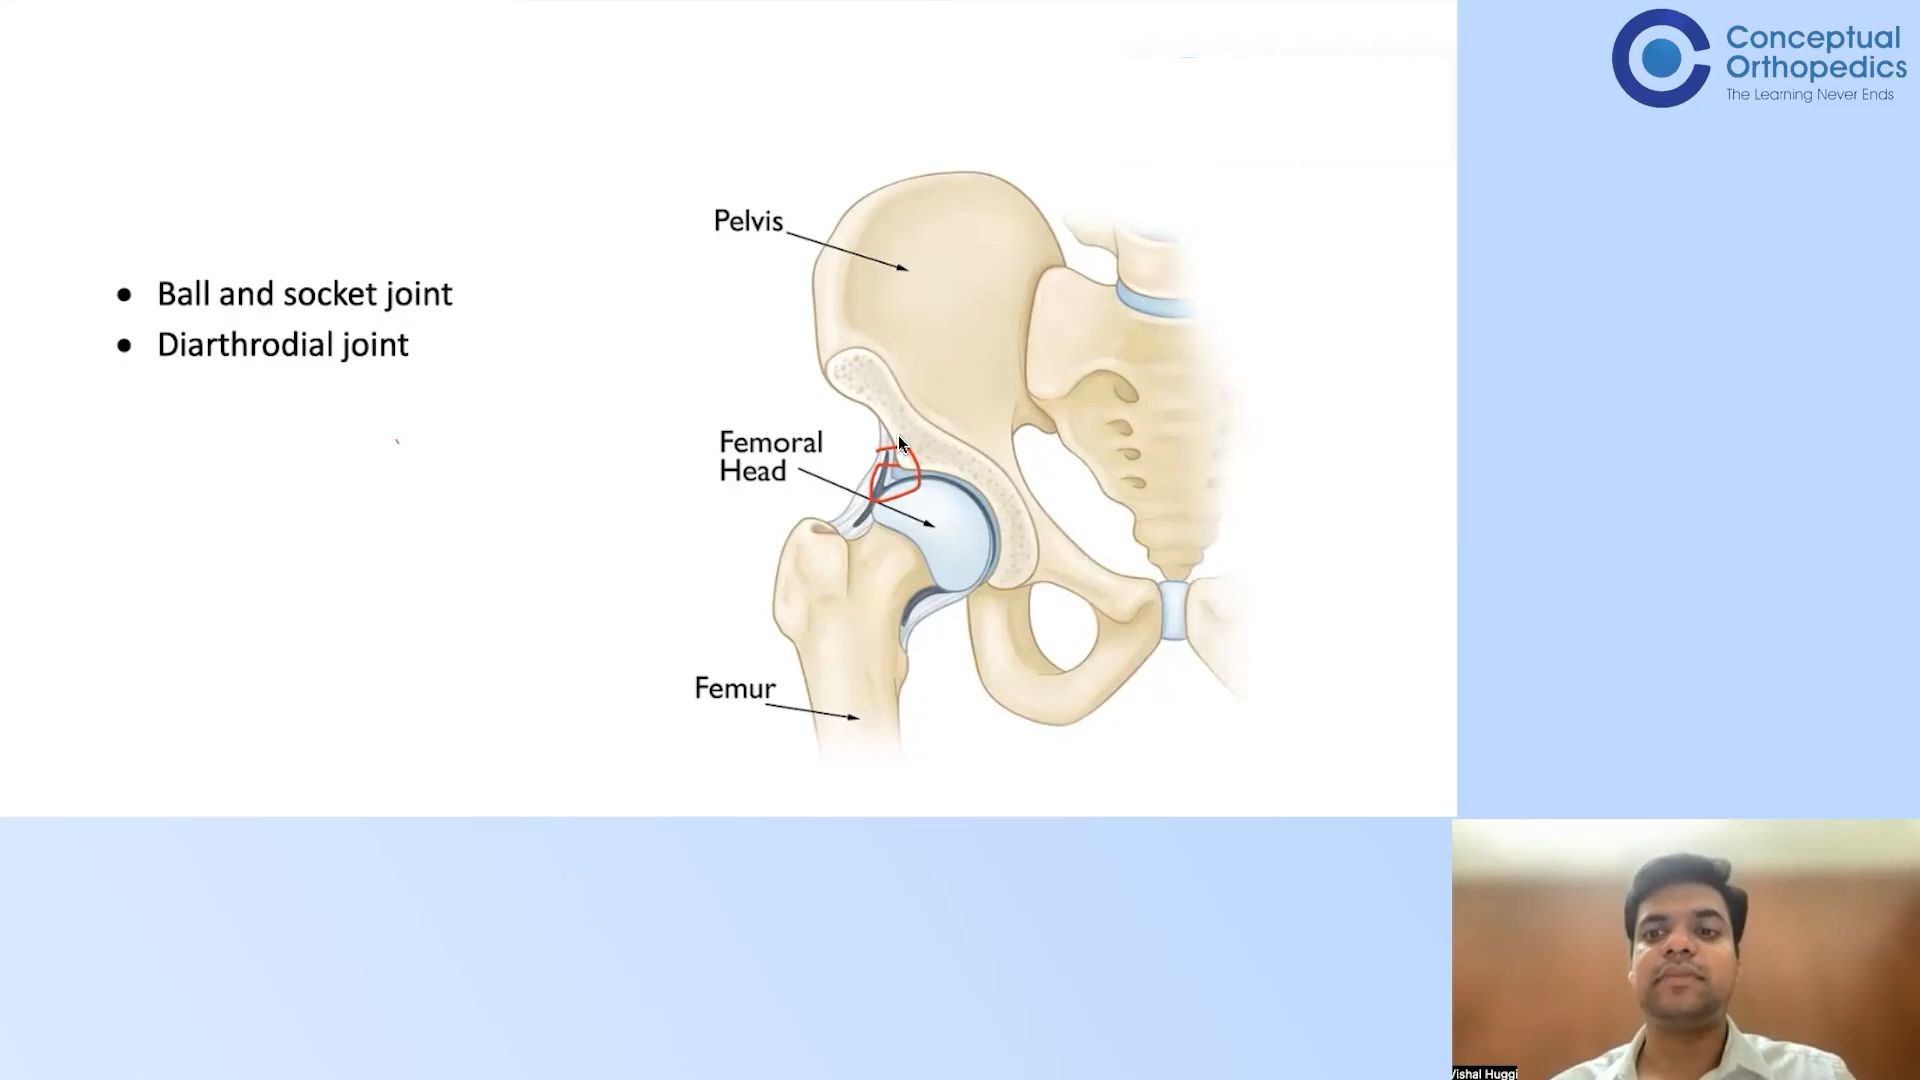 Conceptual
Orthopedics
The Learning Never Ends
Pelvis
● Ball and socket joint
● Diarthrodial joint
Femoral
Head
Femur
Vishal Huggi